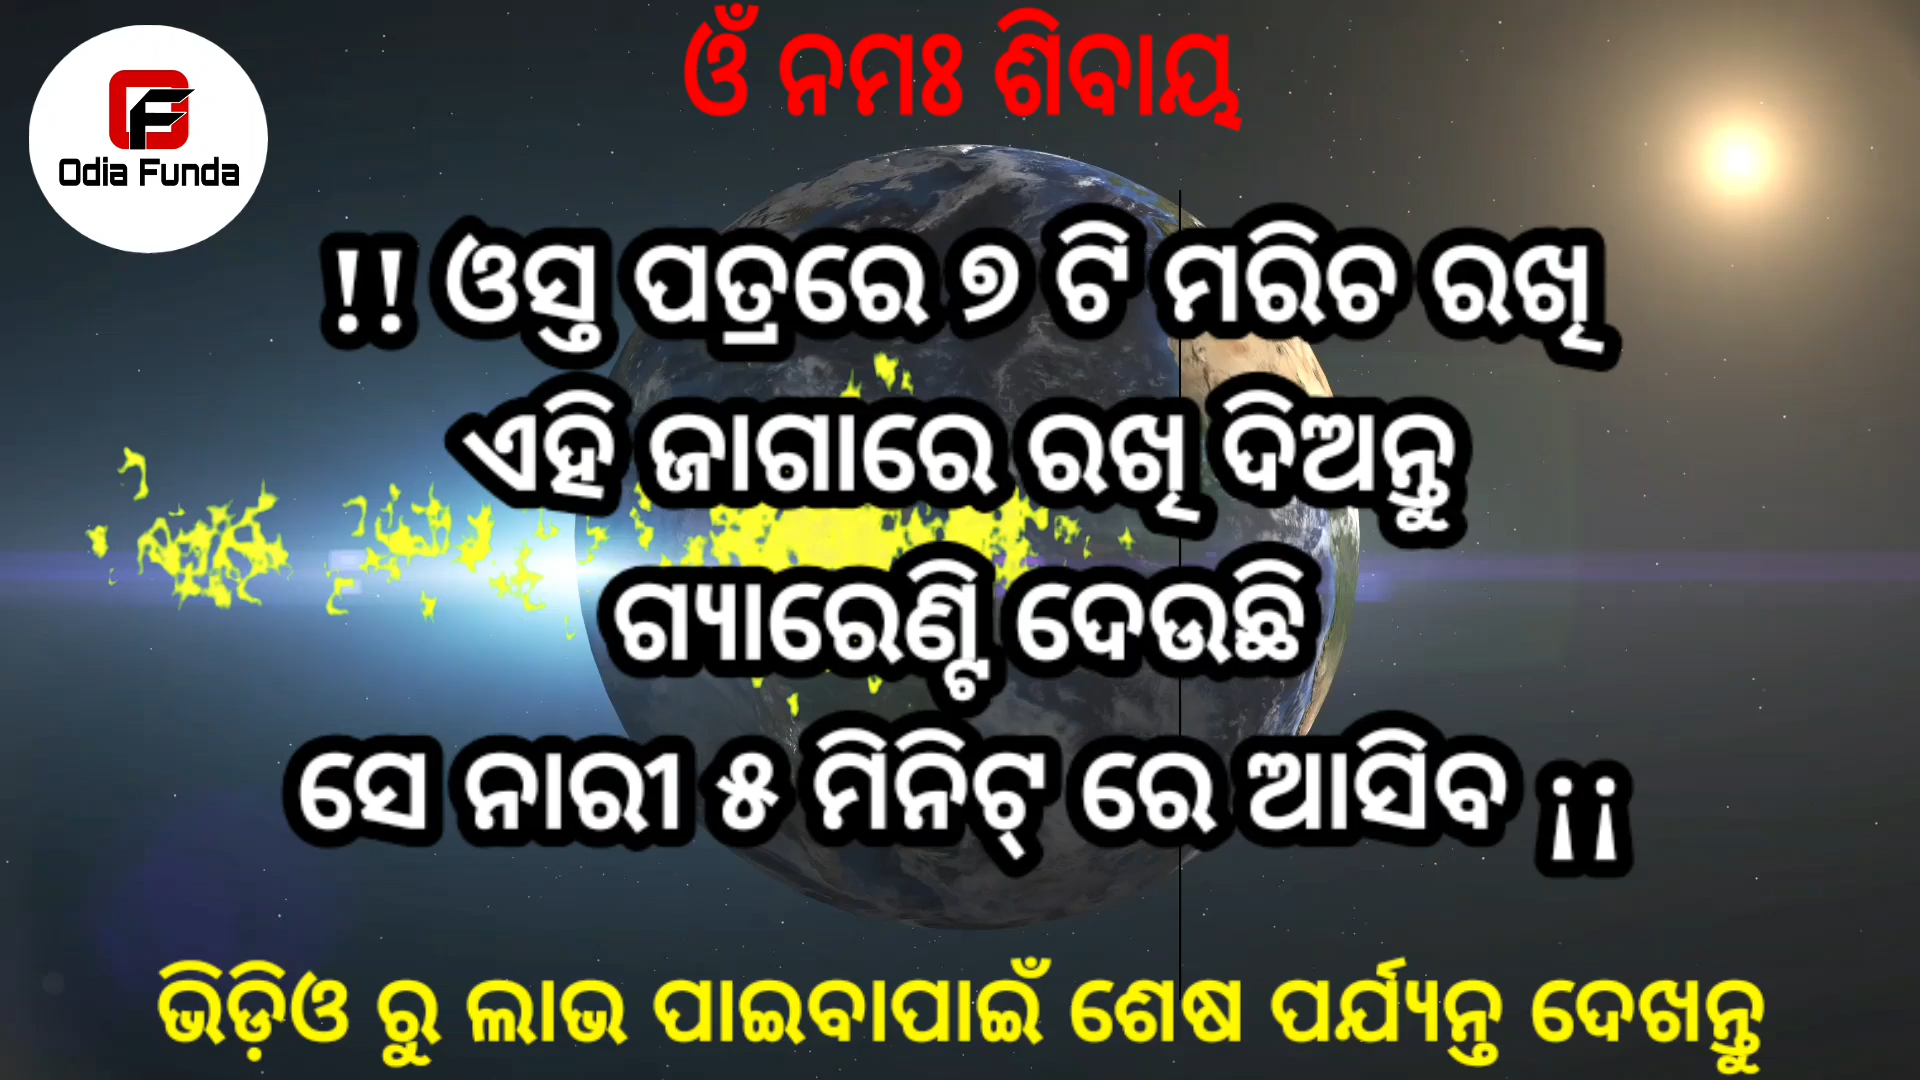 ଓଁ ନମଃ ଶିବାୟ
Odia Funda
!! ଓସ୍ତ ପତ୍ରରେ ୭ ଟି ମରିଚ ରଖି
ଏହି ଜାଗାରେ ରଖି ଦିଅନ୍ତୁ
ଗ୍ୟାରେଣ୍ଟି ଦେଉଛି
ସେ ନାରୀ ୫ ମିନିଟ୍ ରେ ଆସିବ ¡¡
ଭିଡ଼ିଓ ରୁ ଲାଭ ପାଇବାପାଇଁ ଶେଷ ପର୍ଯ୍ୟନ୍ତ ଦେଖନ୍ତୁ